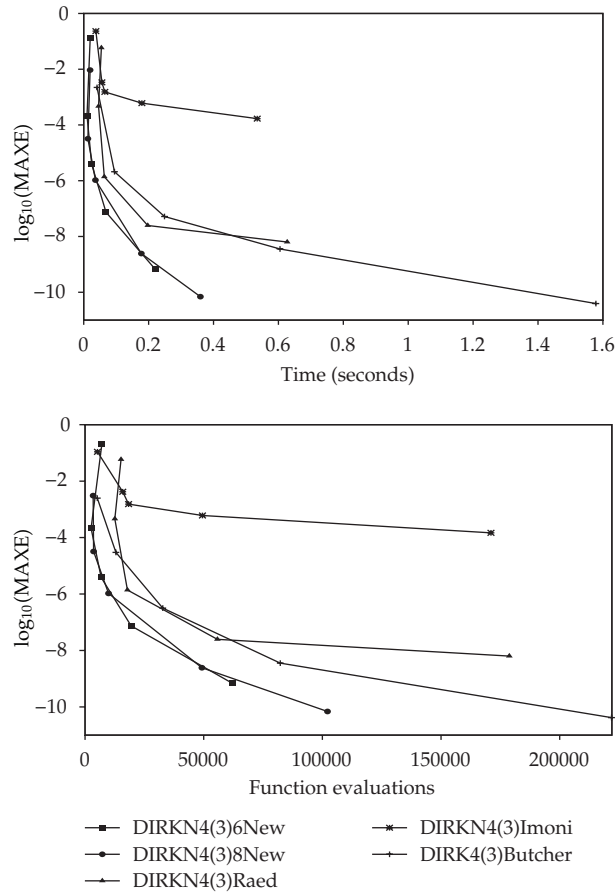 0
−2
−4
−6
−8
−10
log₁₀(MAXE)
0 0.2 0.4 0.6 0.8 1 1.2 1.4 1.6
Time (seconds)
0
−2
−4
−6
−8
−10
log₁₀(MAXE)
0 50000 100000 150000 200000
Function evaluations
DIRKN4(3)6New
DIRKN4(3)8New
DIRKN4(3)Raed
DIRKN4(3)Imoni
DIRK4(3)Butcher